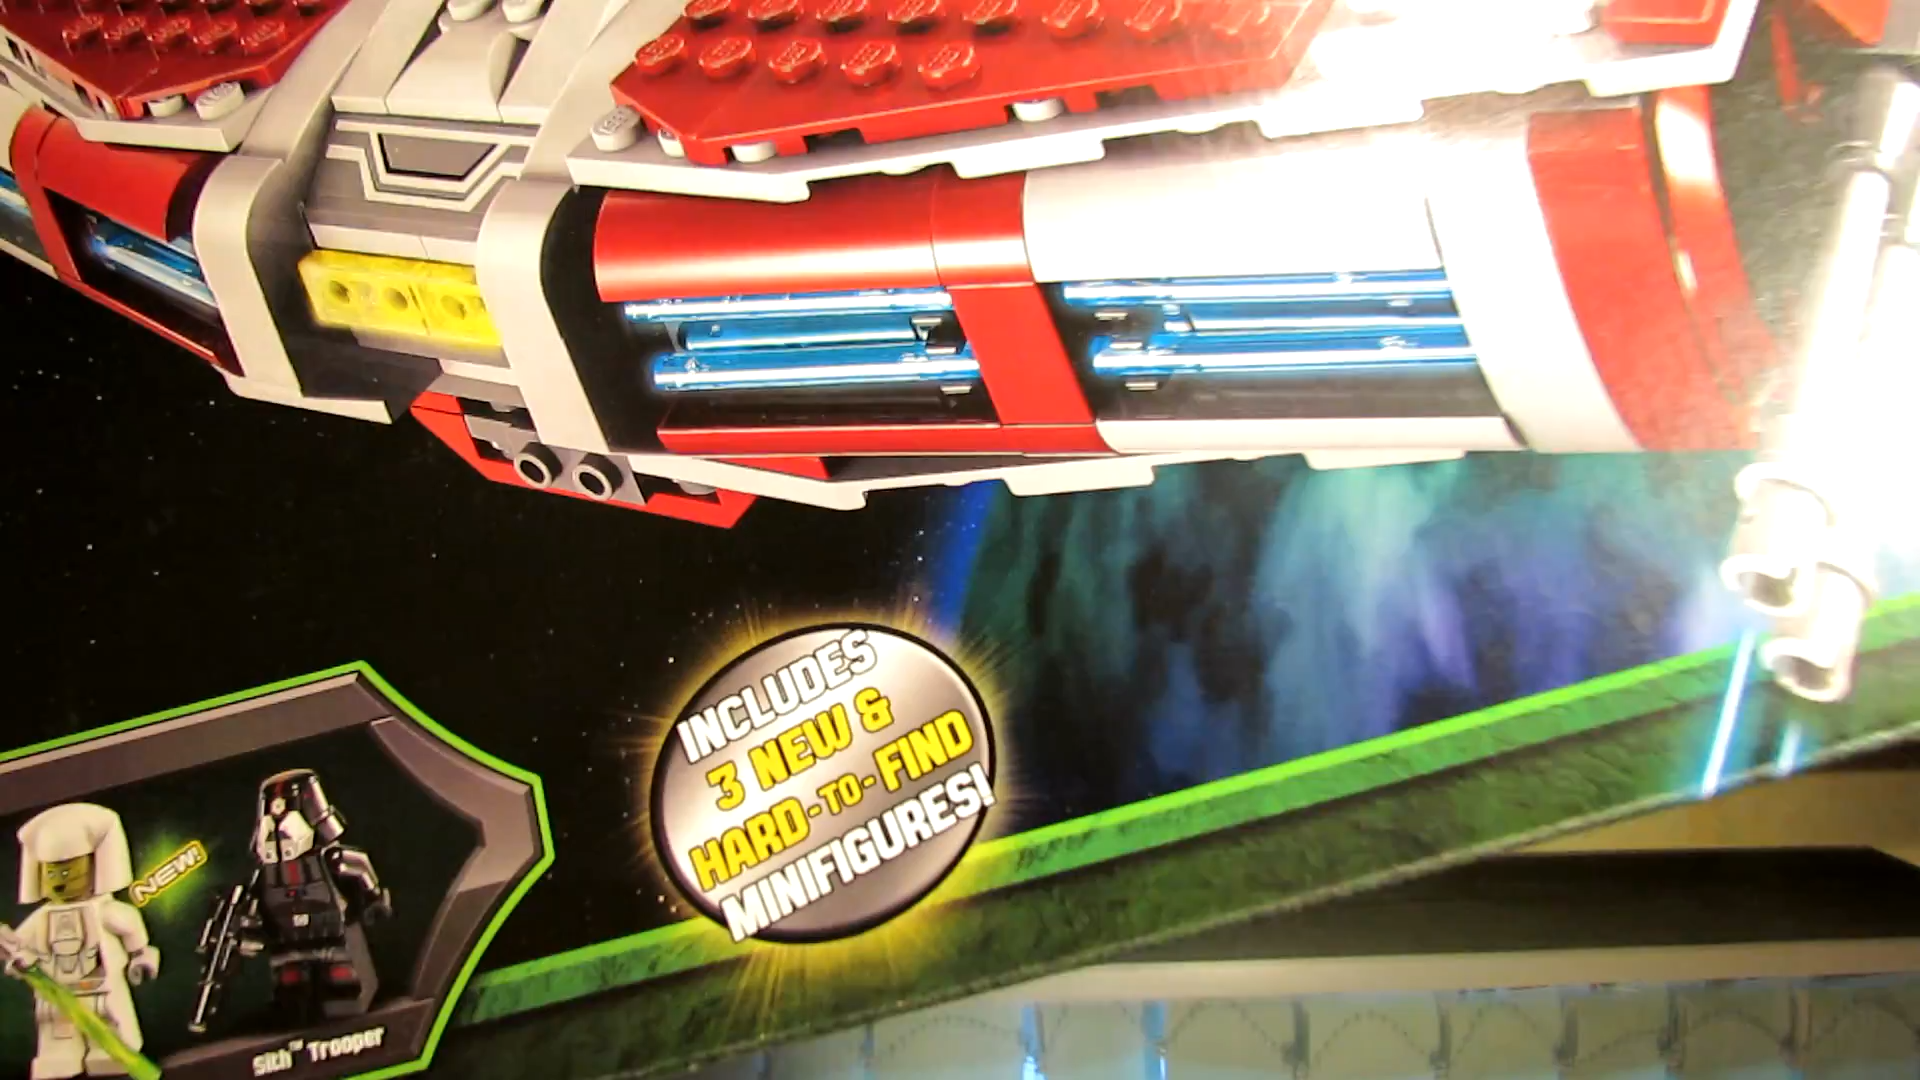 INCLUDES
3 NEW &
HARD-TO-FIND
MINIFIGURES!
NEW!
Sith™ Trooper